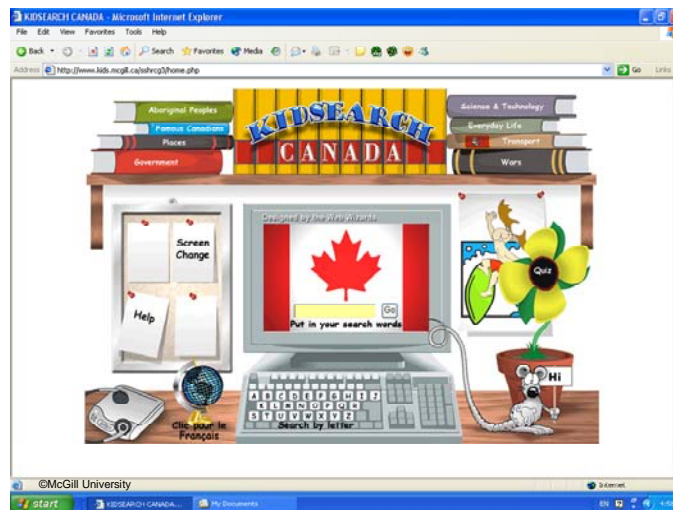 KIDSEARCH CANADA - Microsoft Internet Explorer
File Edit View Favorites Tools Help
Back Search Favorites Media
Address http://www.kids.mcgill.ca/sshrcg3/home.php Go Links
Aboriginal Peoples
Famous Canadians
Places
Government
KIDSEARCH
CANADA
Science & Technology
Everyday Life
Transport
Wars
Screen
Change
Help
Designed by the Web Wizards
Go
Put in your search words
Quiz
Hi
Clic pour le
Français
A B C D E F G H I J
K L M N O P Q R
S T U V W X Y Z
Search by letter
©McGill University
Internet
start
KIDSEARCH CANADA...
My Documents
EN